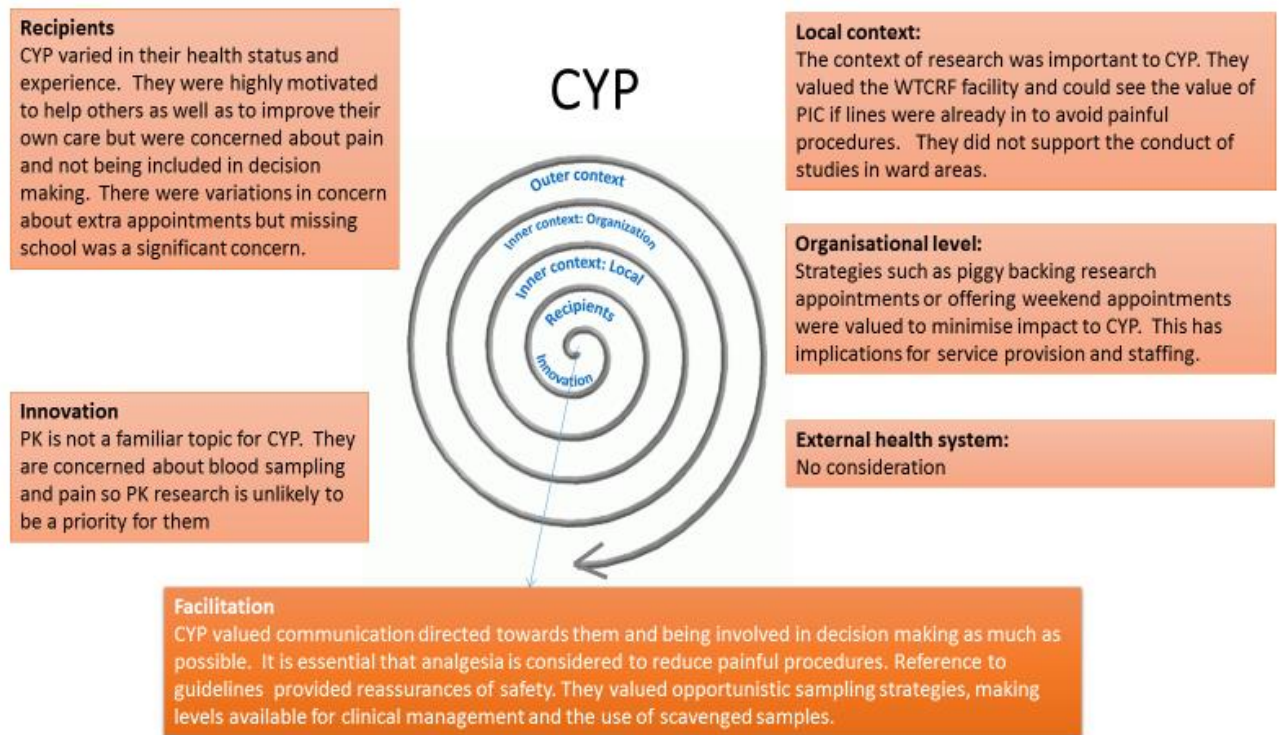 Recipients
CYP varied in their health status and
experience. They were highly motivated
to help others as well as to improve their
own care but were concerned about pain
and not being included in decision
making. There were variations in concern
about extra appointments but missing
school was a significant concern.
Innovation
PK is not a familiar topic for CYP. They
are concerned about blood sampling
and pain so PK research is unlikely to
be a priority for them
CYP
Outer context
Inner context: Organization
Inner context: Local
Recipients
Innovation
Local context:
The context of research was important to CYP. They
valued the WTCRF facility and could see the value of
PIC if lines were already in to avoid painful
procedures. They did not support the conduct of
studies in ward areas.
Organisational level:
Strategies such as piggy backing research
appointments or offering weekend appointments
were valued to minimise impact to CYP. This has
implications for service provision and staffing.
External health system:
No consideration
Facilitation
CYP valued communication directed towards them and being involved in decision making as much as
possible. It is essential that analgesia is considered to reduce painful procedures. Reference to
guidelines provided reassurances of safety. They valued opportunistic sampling strategies, making
levels available for clinical management and the use of scavenged samples.